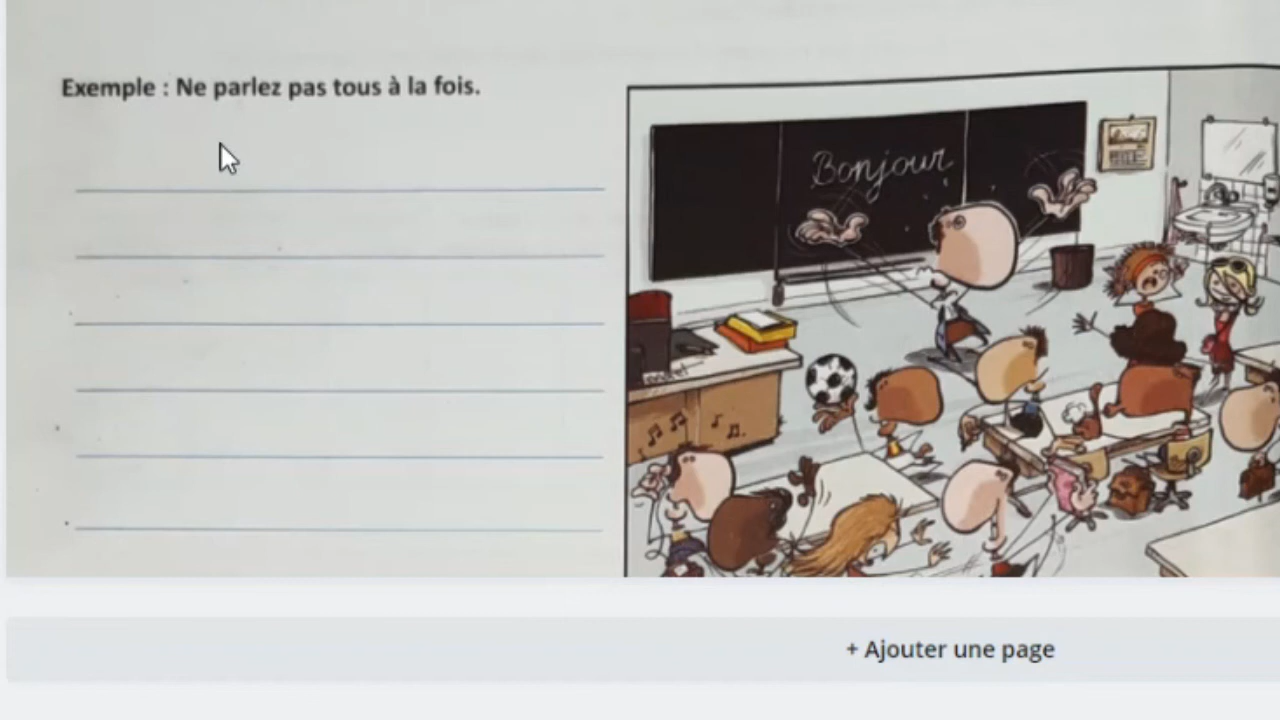 Exemple : Ne parlez pas tous à la fois.
Bonjour
+ Ajouter une page